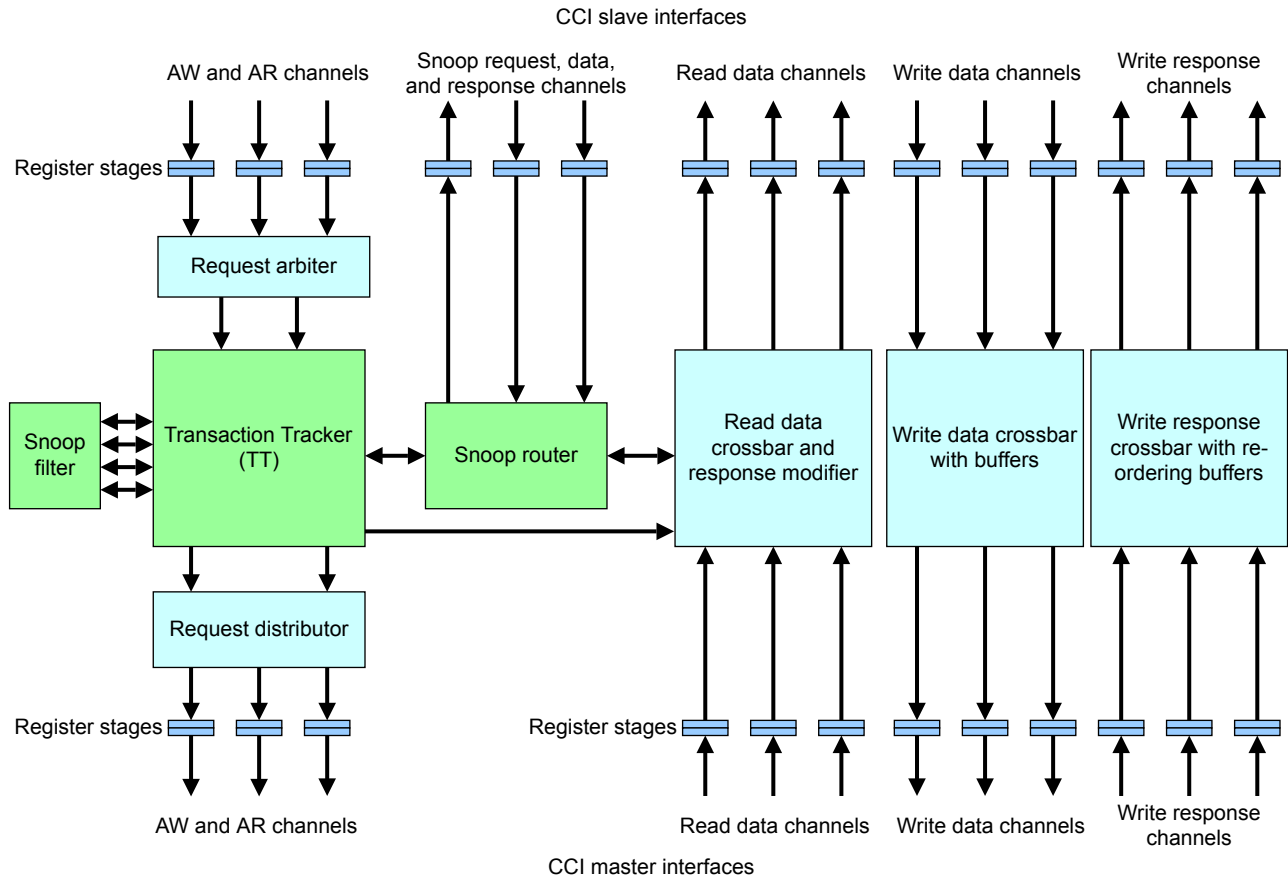 CCI slave interfaces
AW and AR channels
Snoop request, data,
and response channels
Read data channels
Write data channels
Write response
channels
Register stages
Request arbiter
Snoop
filter
Transaction Tracker
(TT)
Snoop router
Read data
crossbar and
response modifier
Write data crossbar
with buffers
Write response
crossbar with re-
ordering buffers
Request distributor
Register stages
Register stages
AW and AR channels
Read data channels
Write data channels
Write response
channels
CCI master interfaces